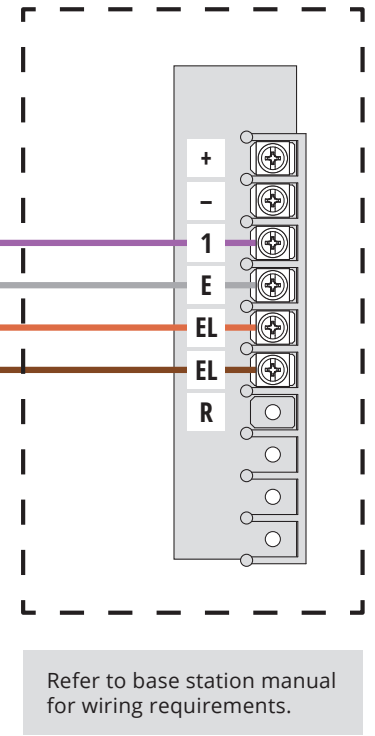 +
–
1
E
EL
EL
R
Refer to base station manual
for wiring requirements.